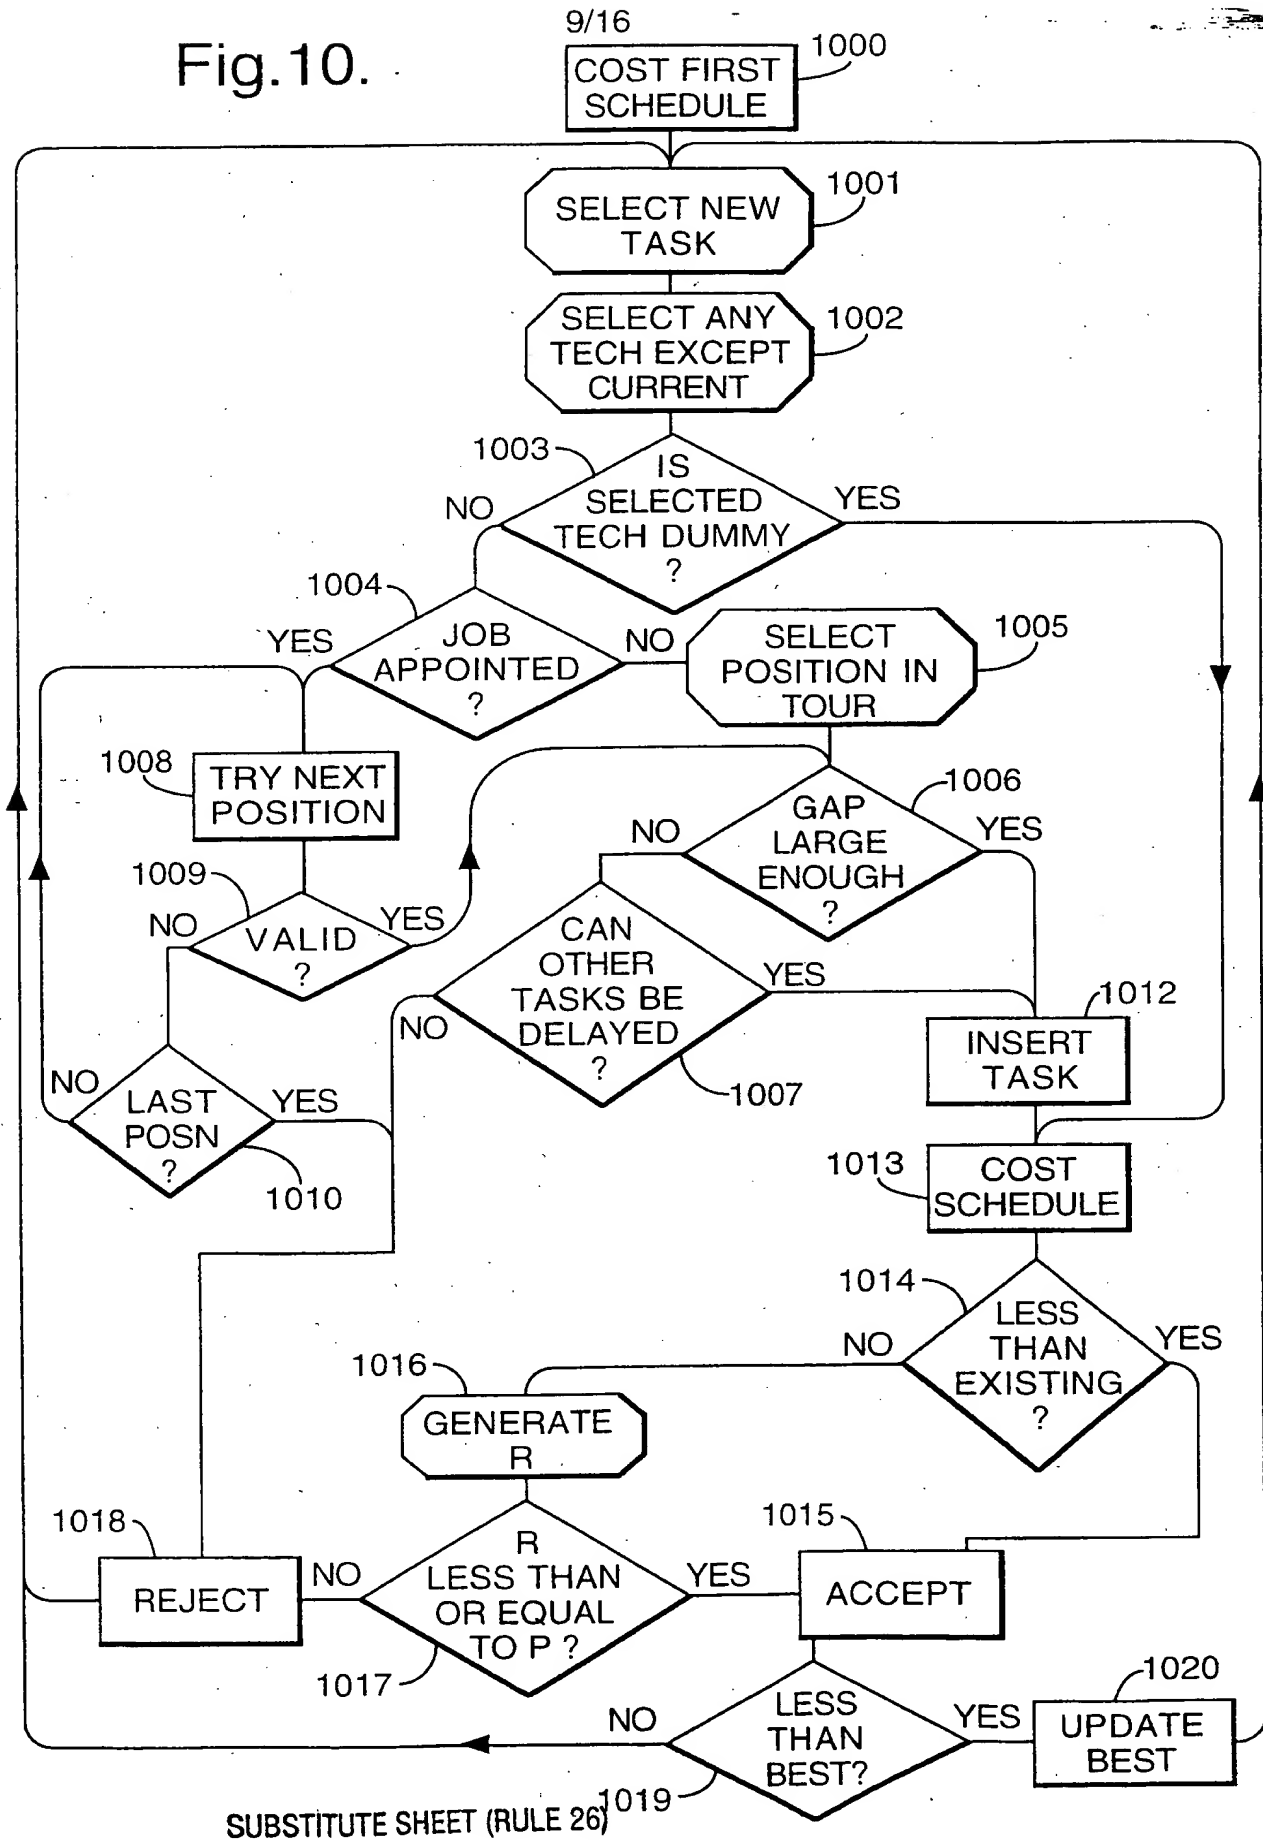 9/16
Fig.10.
COST FIRST
SCHEDULE
1000
SELECT NEW
TASK
1001
SELECT ANY
TECH EXCEPT
CURRENT
1002
1003
IS
SELECTED
TECH DUMMY
?
NO
YES
1004
JOB
APPOINTED
?
YES
NO
SELECT
POSITION IN
TOUR
1005
1008
TRY NEXT
POSITION
1006
GAP
LARGE
ENOUGH
?
NO
YES
1009
VALID
?
NO
YES
CAN
OTHER
TASKS BE
DELAYED
?
YES
NO
1007
1012
INSERT
TASK
LAST
POSN
?
NO
YES
1010
1013
COST
SCHEDULE
1014
LESS
THAN
EXISTING
?
NO
YES
1016
GENERATE
R
1018
REJECT
NO
R
LESS THAN
OR EQUAL
TO P ?
YES
1017
1015
ACCEPT
LESS
THAN
BEST?
NO
YES
1019
1020
UPDATE
BEST
SUBSTITUTE SHEET (RULE 26)